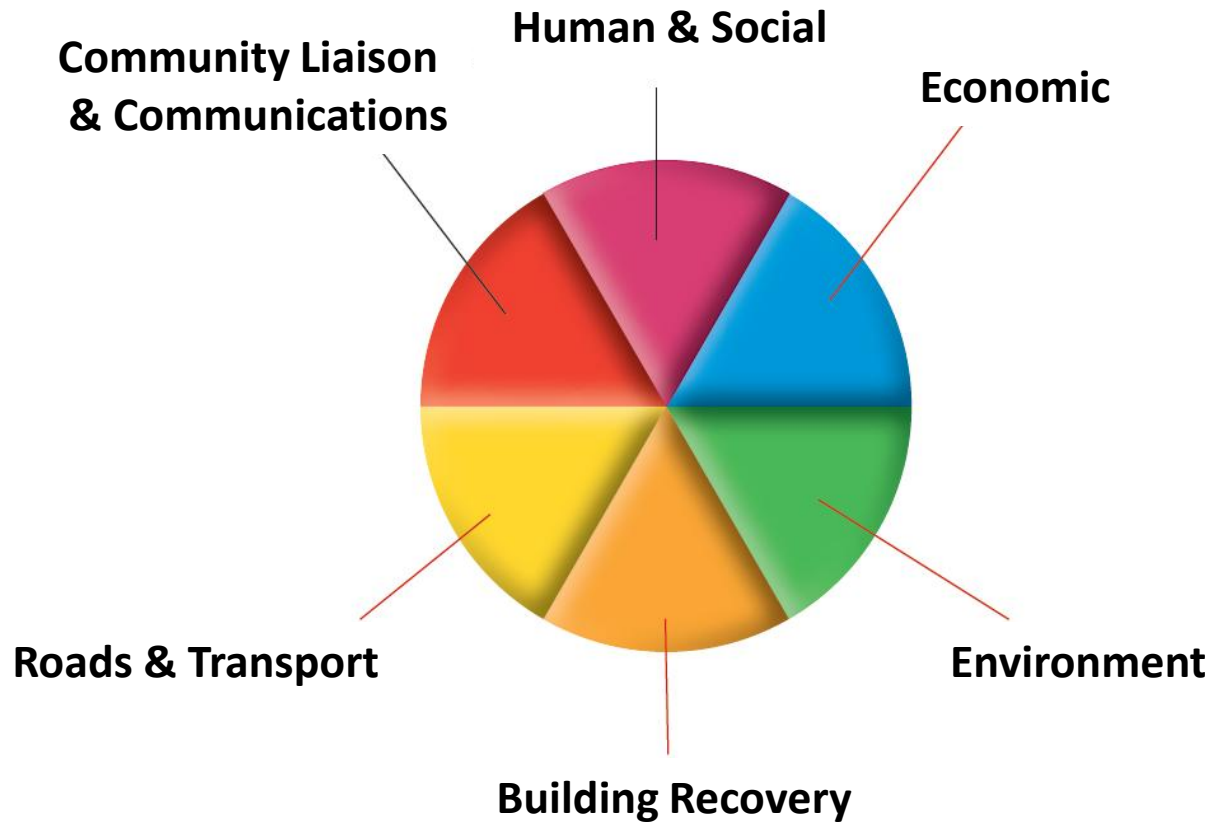 Human & Social
Community Liaison
& Communications
Economic
Roads & Transport
Environment
Building Recovery